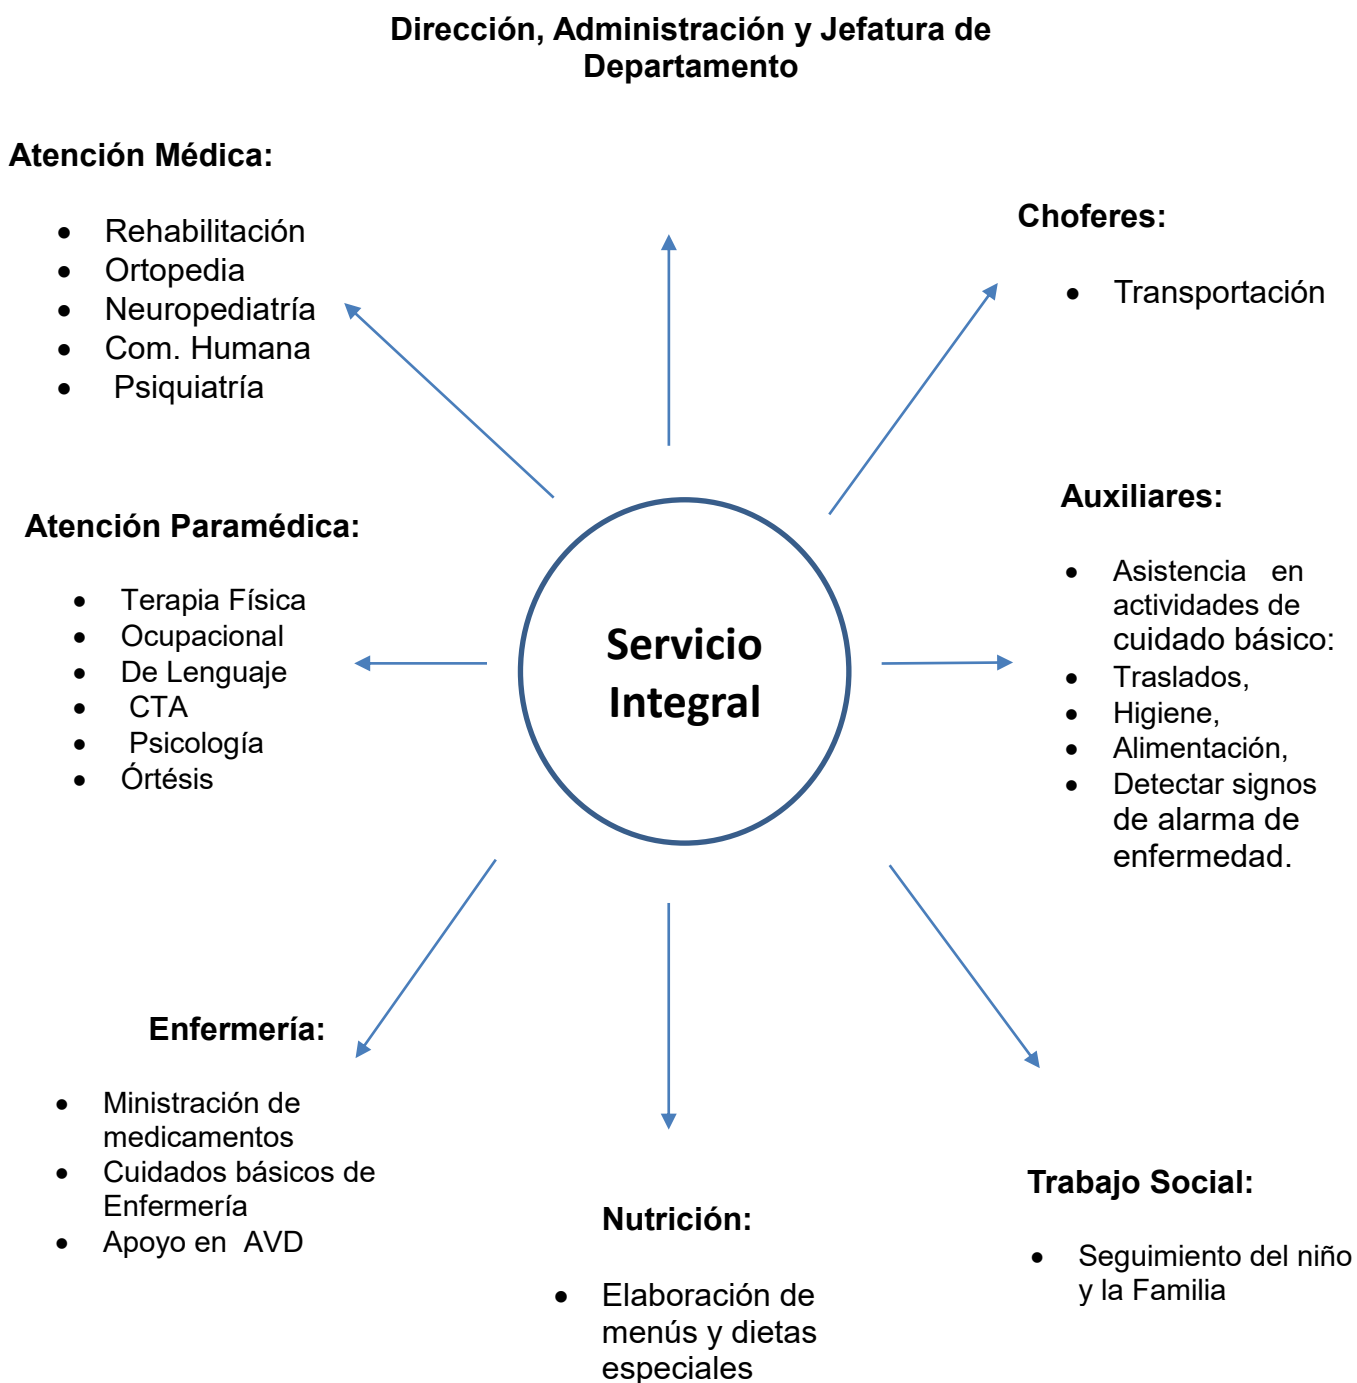 Dirección, Administración y Jefatura de
Departamento
Atención Médica:
• Rehabilitación
• Ortopedia
• Neuropediatría
• Com. Humana
• Psiquiatría
Choferes:
• Transportación
Atención Paramédica:
• Terapia Física
• Ocupacional
• De Lenguaje
• CTA
• Psicología
• Órtésis
Servicio
Integral
Auxiliares:
• Asistencia en
actividades de
cuidado básico:
• Traslados,
• Higiene,
• Alimentación,
• Detectar signos
de alarma de
enfermedad.
Enfermería:
• Ministración de
medicamentos
• Cuidados básicos de
Enfermería
• Apoyo en AVD
Nutrición:
• Elaboración de
menús y dietas
especiales
Trabajo Social:
• Seguimiento del niño
y la Familia